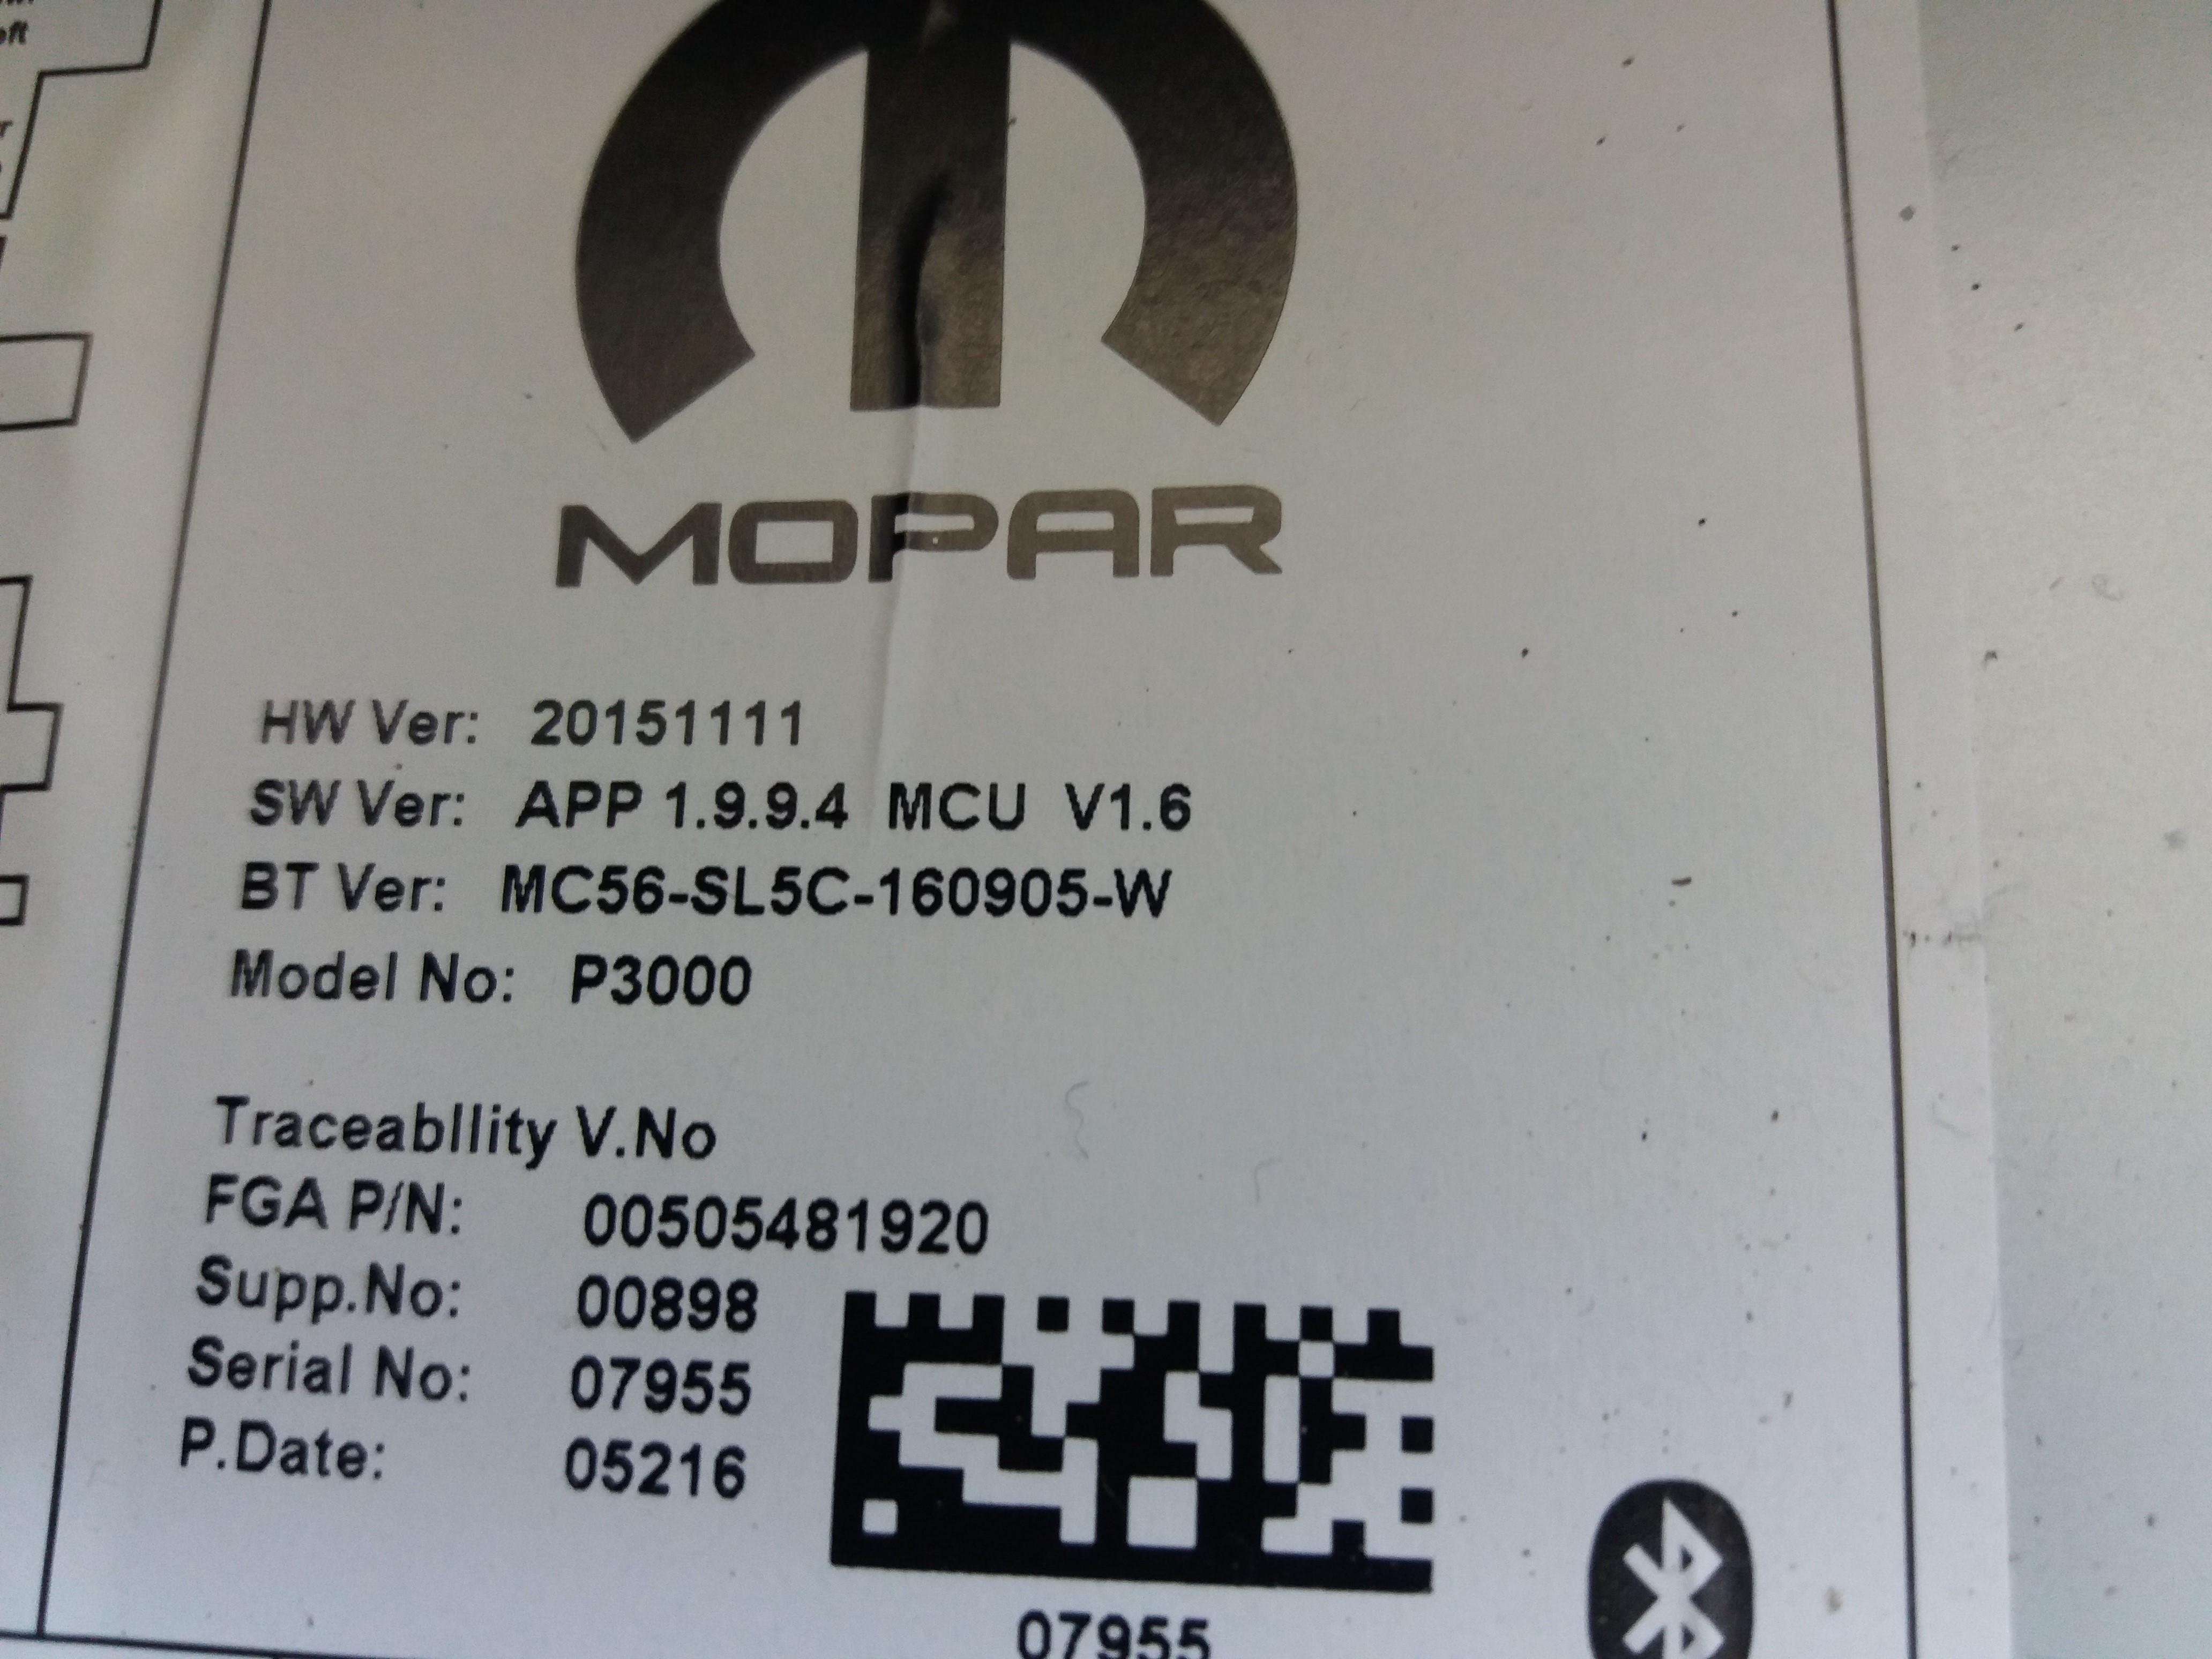 MOPAR
HW Ver: 20151111
SW Ver: APP 1.9.9.4 MCU V1.6
BT Ver: MC56-SL5C-160905-W
Model No: P3000
Traceabllity V.No
FGA P/N: 00505481920
Supp.No: 00898
Serial No: 07955
P.Date: 05216
07955